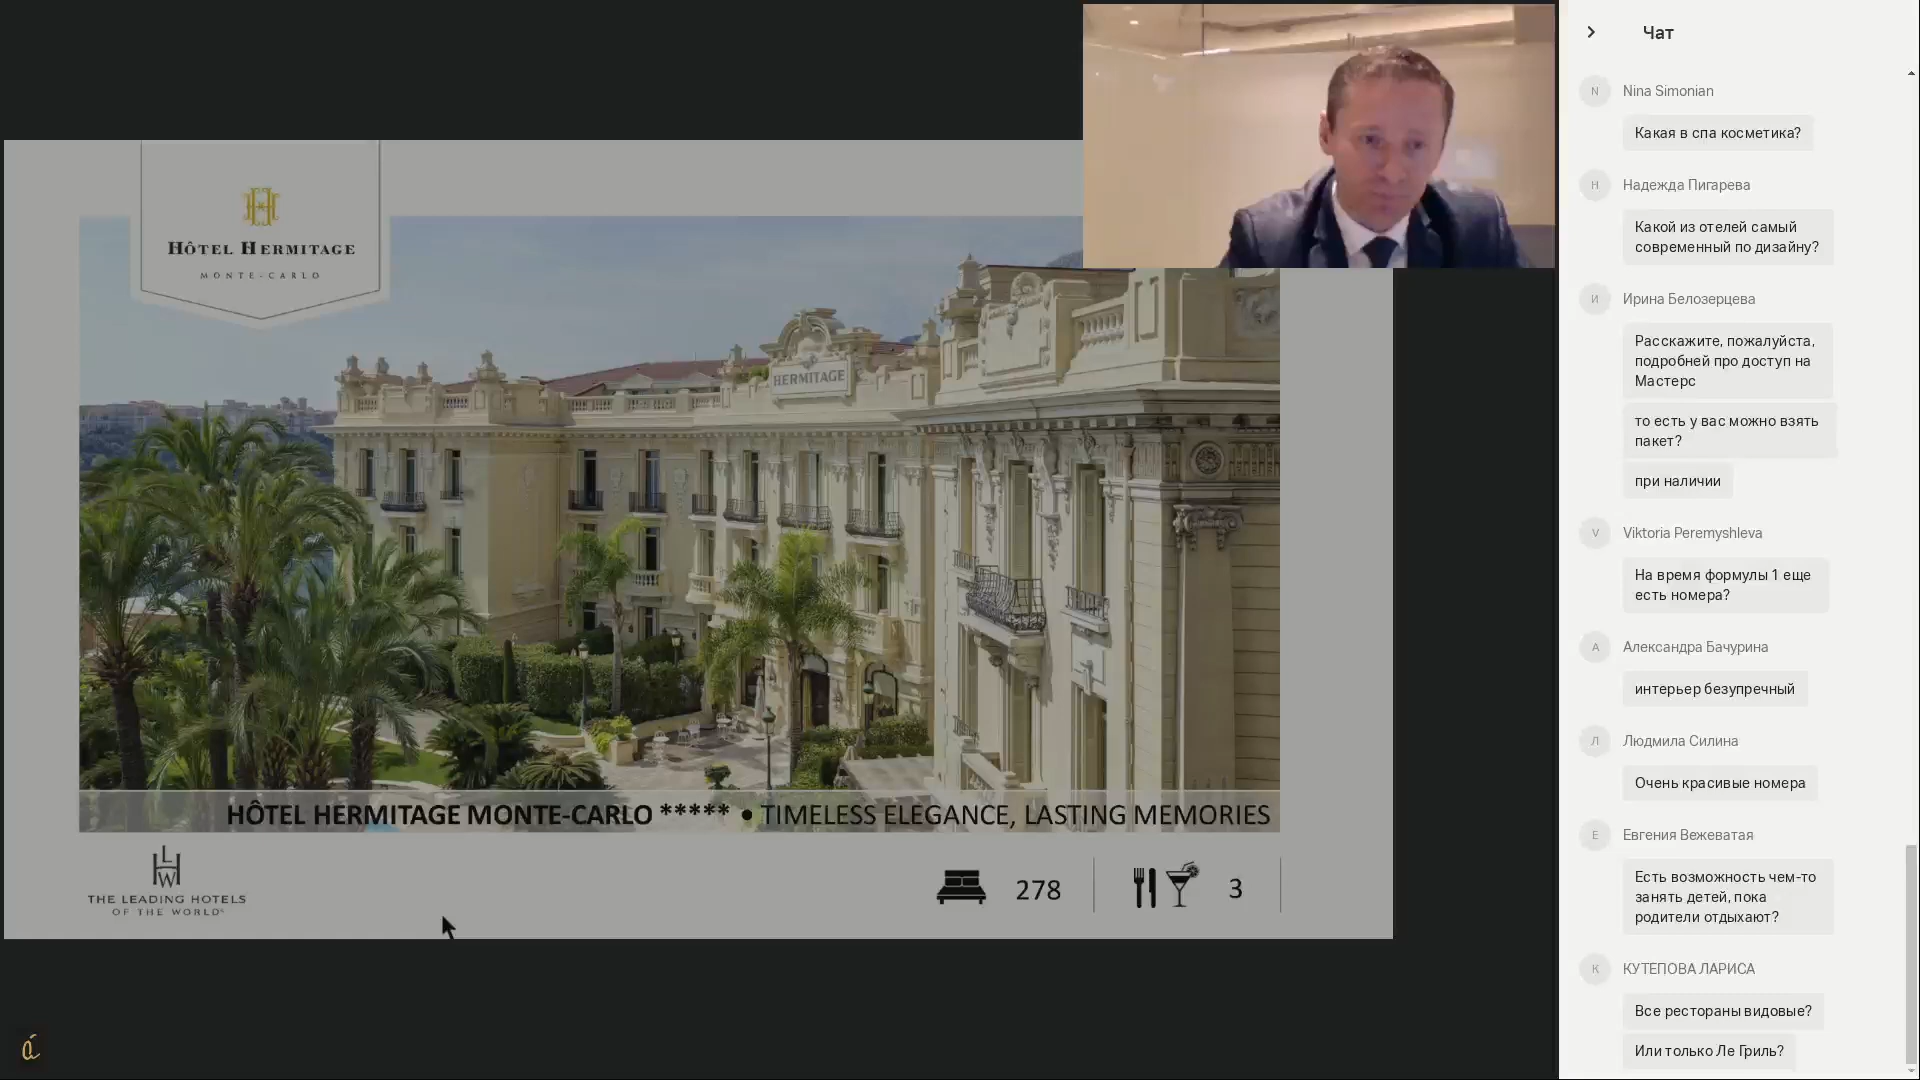 HÔTEL HERMITAGE
MONTE-CARLO
HERMITAGE
HÔTEL HERMITAGE MONTE-CARLO ***** • TIMELESS ELEGANCE, LASTING MEMORIES
L
H
W
THE LEADING HOTELS
OF THE WORLD®
278
3
á
Чат
N
Nina Simonian
Какая в спа косметика?
Н
Надежда Пигарева
Какой из отелей самый
современный по дизайну?
И
Ирина Белозерцева
Расскажите, пожалуйста,
подробней про доступ на
Мастерс
то есть у вас можно взять
пакет?
при наличии
V
Viktoria Peremyshleva
На время формулы 1 еще
есть номера?
А
Александра Бачурина
интерьер безупречный
Л
Людмила Силина
Очень красивые номера
Е
Евгения Вежеватая
Есть возможность чем-то
занять детей, пока
родители отдыхают?
К
КУТЕПОВА ЛАРИСА
Все рестораны видовые?
Или только Ле Гриль?